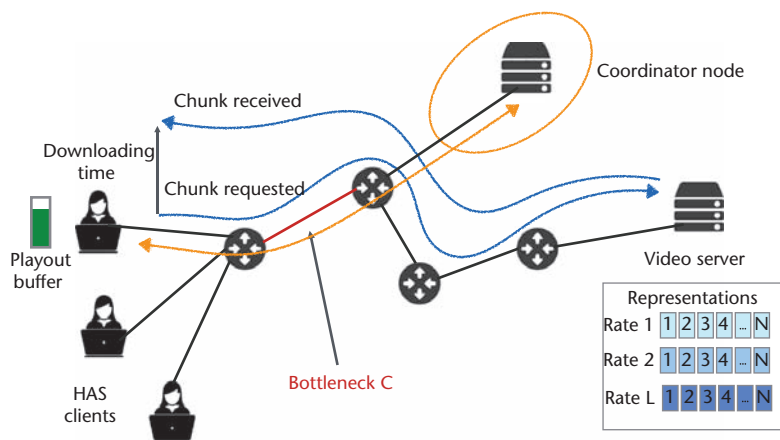 Coordinator node
Chunk received
Downloading
time
Chunk requested
Playout
buffer
Video server
Representations
Rate 1 1 2 3 4 ... N
Rate 2 1 2 3 4 ... N
Rate L 1 2 3 4 ... N
Bottleneck C
HAS
clients